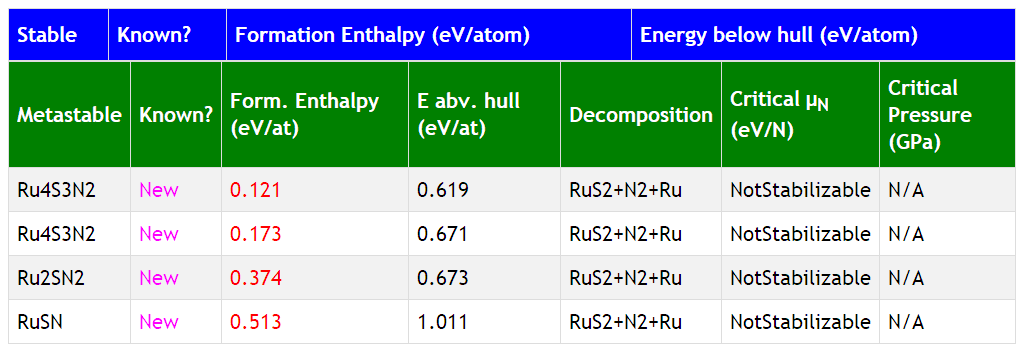 Stable Known? Formation Enthalpy (eV/atom) Energy below hull (eV/atom)
Metastable Known? Form. Enthalpy (eV/at) E abv. hull (eV/at) Decomposition Critical μN (eV/N) Critical Pressure (GPa)
Ru4S3N2 New 0.121 0.619 RuS2+N2+Ru NotStabilizable N/A
Ru4S3N2 New 0.173 0.671 RuS2+N2+Ru NotStabilizable N/A
Ru2SN2 New 0.374 0.673 RuS2+N2+Ru NotStabilizable N/A
RuSN New 0.513 1.011 RuS2+N2+Ru NotStabilizable N/A